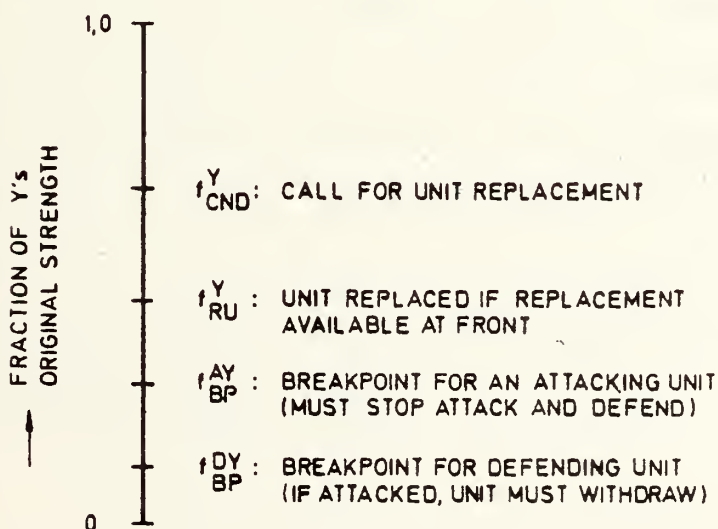 1,0
FRACTION OF Y's
ORIGINAL STRENGTH
f^Y_CND: CALL FOR UNIT REPLACEMENT
f^Y_RU : UNIT REPLACED IF REPLACEMENT
AVAILABLE AT FRONT
f^AY_BP : BREAKPOINT FOR AN ATTACKING UNIT
(MUST STOP ATTACK AND DEFEND)
f^DY_BP : BREAKPOINT FOR DEFENDING UNIT
(IF ATTACKED, UNIT MUST WITHDRAW)
0